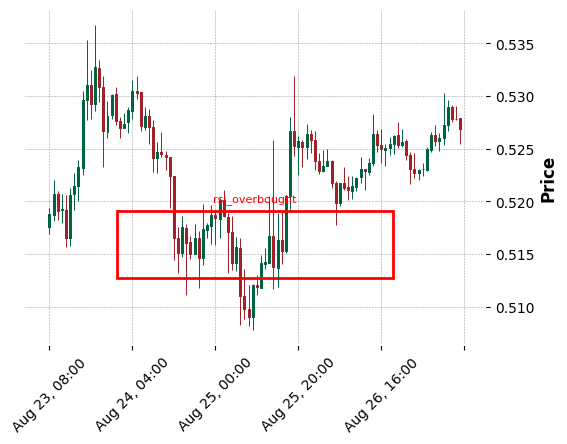 0.535
0.530
0.525
0.520
0.515
0.510
Price
rsi_overbought
Aug 23, 08:00
Aug 24, 04:00
Aug 25, 00:00
Aug 25, 20:00
Aug 26, 16:00